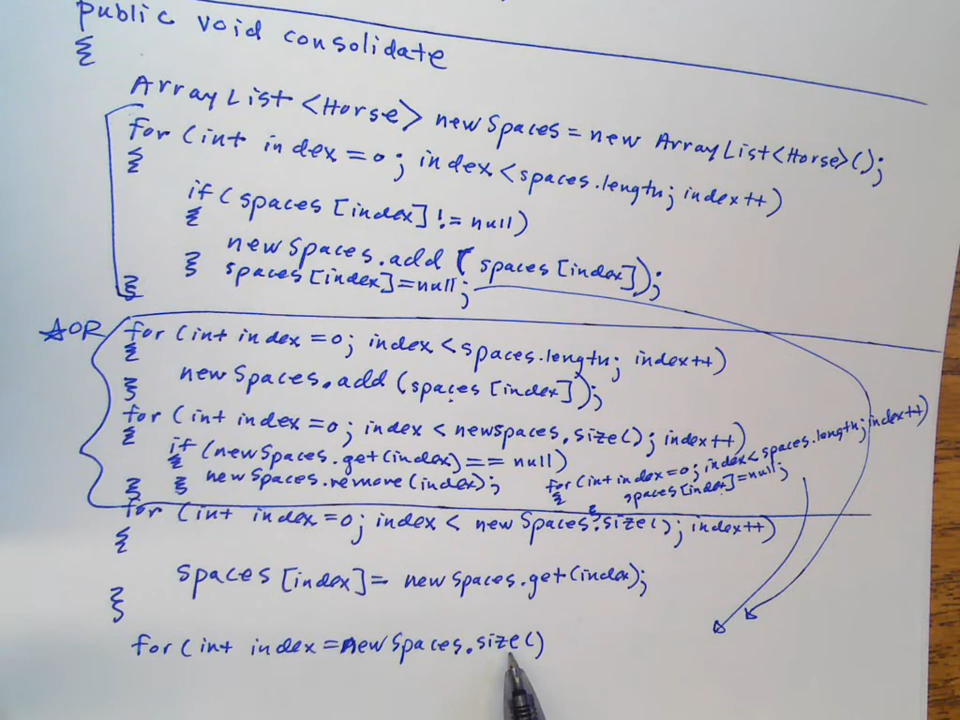 public void consolidate
{
ArrayList <Horse> newSpaces = new ArrayList<Horse>();
for (int index = 0; index < spaces.length; index++)
{
if (spaces [index] != null)
{
newSpaces.add (spaces [index]);
} spaces [index] = null;
}
☆OR for (int index = 0; index < spaces.length; index++)
{
newSpaces.add (spaces [index]);
}
for (int index = 0; index < newspaces.size(); index++)
{
if (newSpaces.get(index) == null)
{ newSpaces.remove (index);
} }
for (int index = 0; index < spaces.length; index++)
{ spaces [index] = null;
}
for (int index = 0; index < newSpaces.size(); index++)
{
spaces [index] = newSpaces.get(index);
}
for (int index = newSpaces.size()